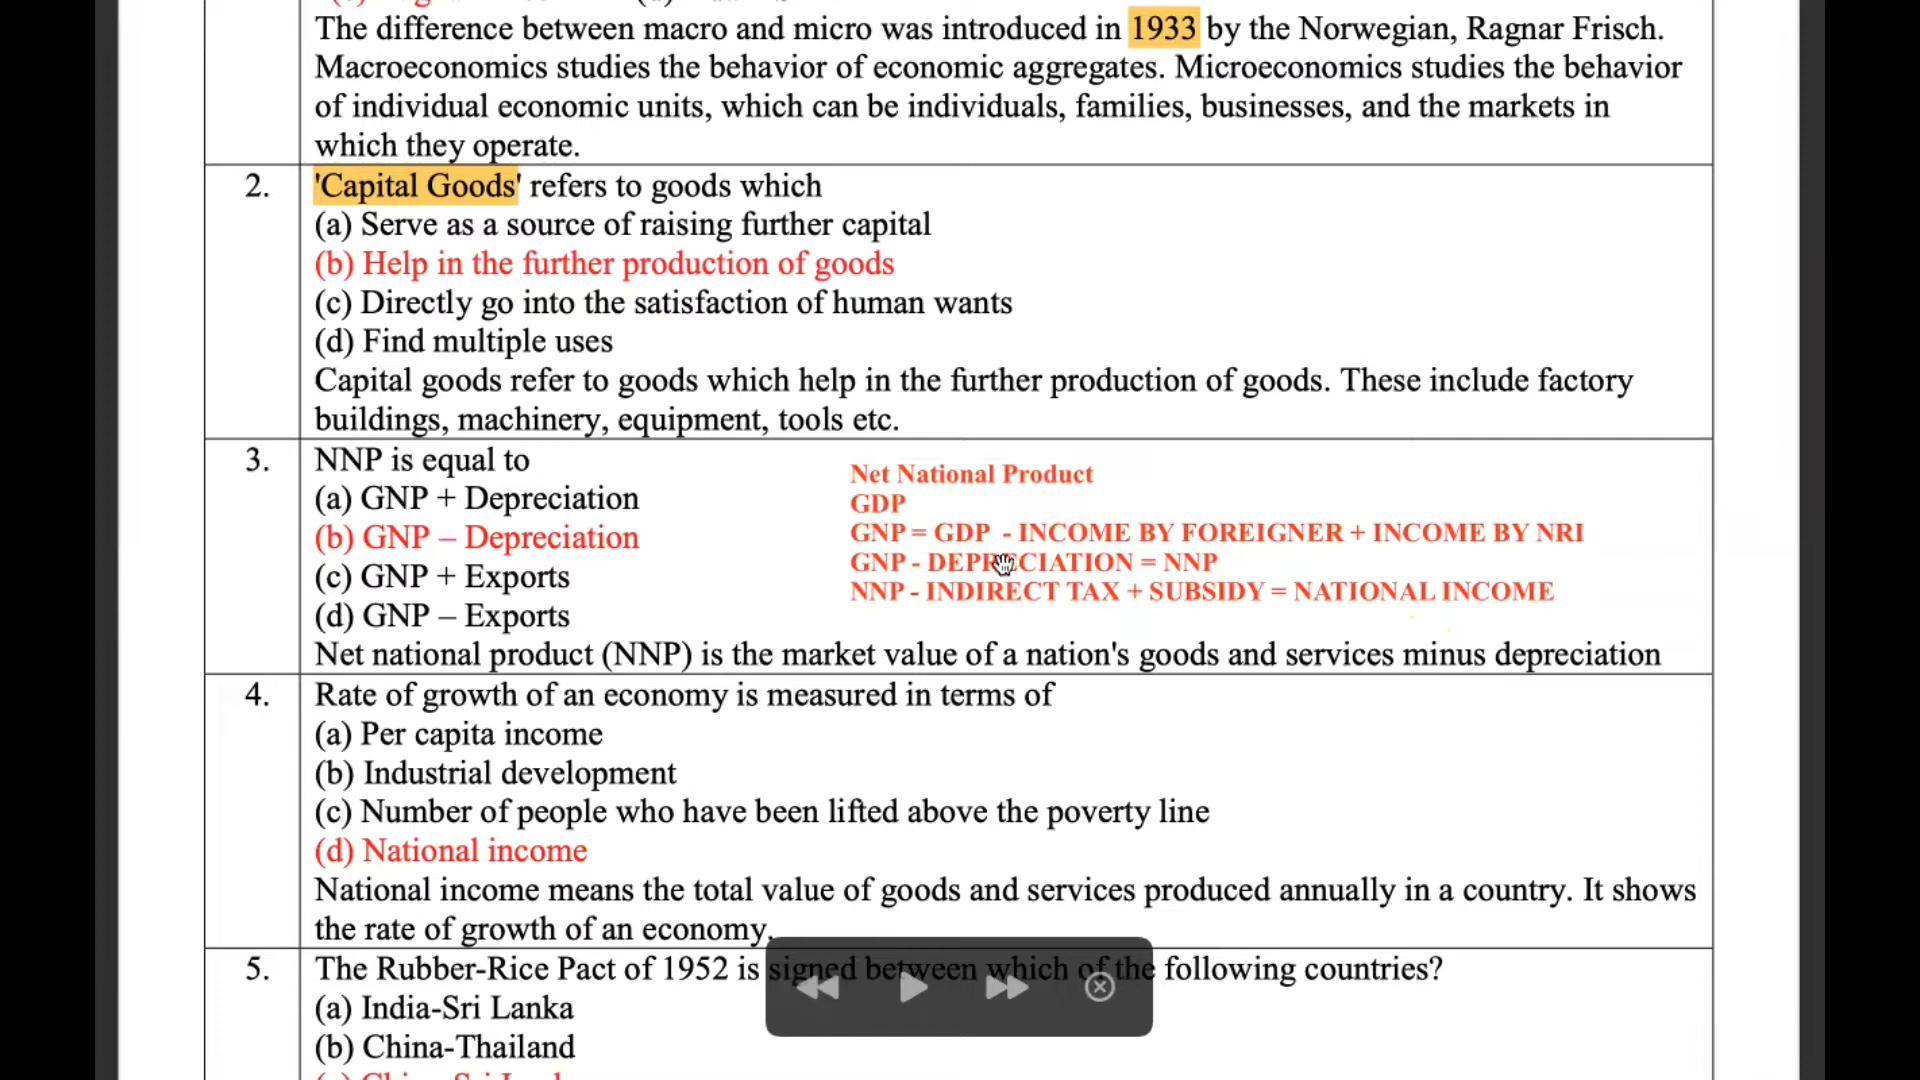 The difference between macro and micro was introduced in 1933 by the Norwegian, Ragnar Frisch.
Macroeconomics studies the behavior of economic aggregates. Microeconomics studies the behavior
of individual economic units, which can be individuals, families, businesses, and the markets in
which they operate.
2. 'Capital Goods' refers to goods which
(a) Serve as a source of raising further capital
(b) Help in the further production of goods
(c) Directly go into the satisfaction of human wants
(d) Find multiple uses
Capital goods refer to goods which help in the further production of goods. These include factory
buildings, machinery, equipment, tools etc.
3. NNP is equal to
(a) GNP + Depreciation
(b) GNP – Depreciation
(c) GNP + Exports
(d) GNP – Exports
Net National Product
GDP
GNP = GDP - INCOME BY FOREIGNER + INCOME BY NRI
GNP - DEPRECIATION = NNP
NNP - INDIRECT TAX + SUBSIDY = NATIONAL INCOME
Net national product (NNP) is the market value of a nation's goods and services minus depreciation
4. Rate of growth of an economy is measured in terms of
(a) Per capita income
(b) Industrial development
(c) Number of people who have been lifted above the poverty line
(d) National income
National income means the total value of goods and services produced annually in a country. It shows
the rate of growth of an economy.
5. The Rubber-Rice Pact of 1952 is signed between which of the following countries?
(a) India-Sri Lanka
(b) China-Thailand